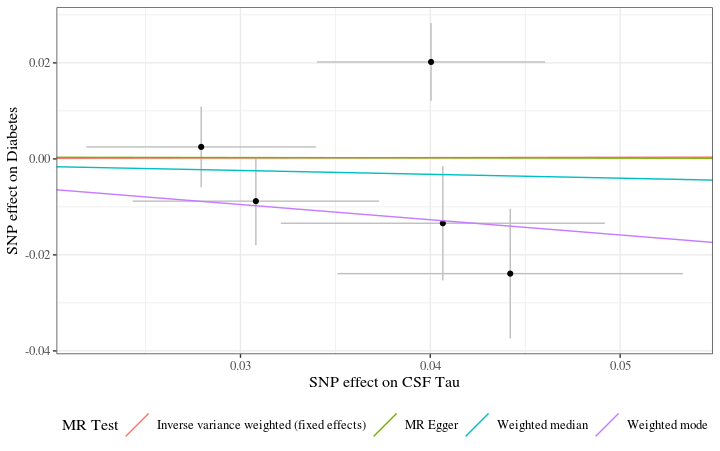 SNP effect on Diabetes
0.02
0.00
-0.02
-0.04
0.03
0.04
0.05
SNP effect on CSF Tau
MR Test
Inverse variance weighted (fixed effects)
MR Egger
Weighted median
Weighted mode